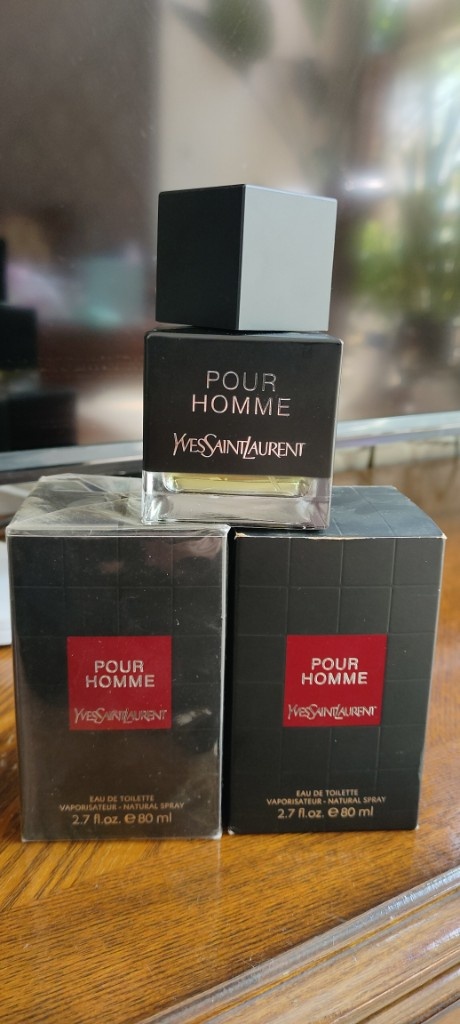 POUR
HOMME
YVESSAINTLAURENT
POUR
HOMME
YVESSAINTLAURENT
EAU DE TOILETTE
VAPORISATEUR - NATURAL SPRAY
2.7 fl.oz. ℮ 80 ml
POUR
HOMME
YVESSAINTLAURENT
EAU DE TOILETTE
VAPORISATEUR - NATURAL SPRAY
2.7 fl.oz. ℮ 80 ml